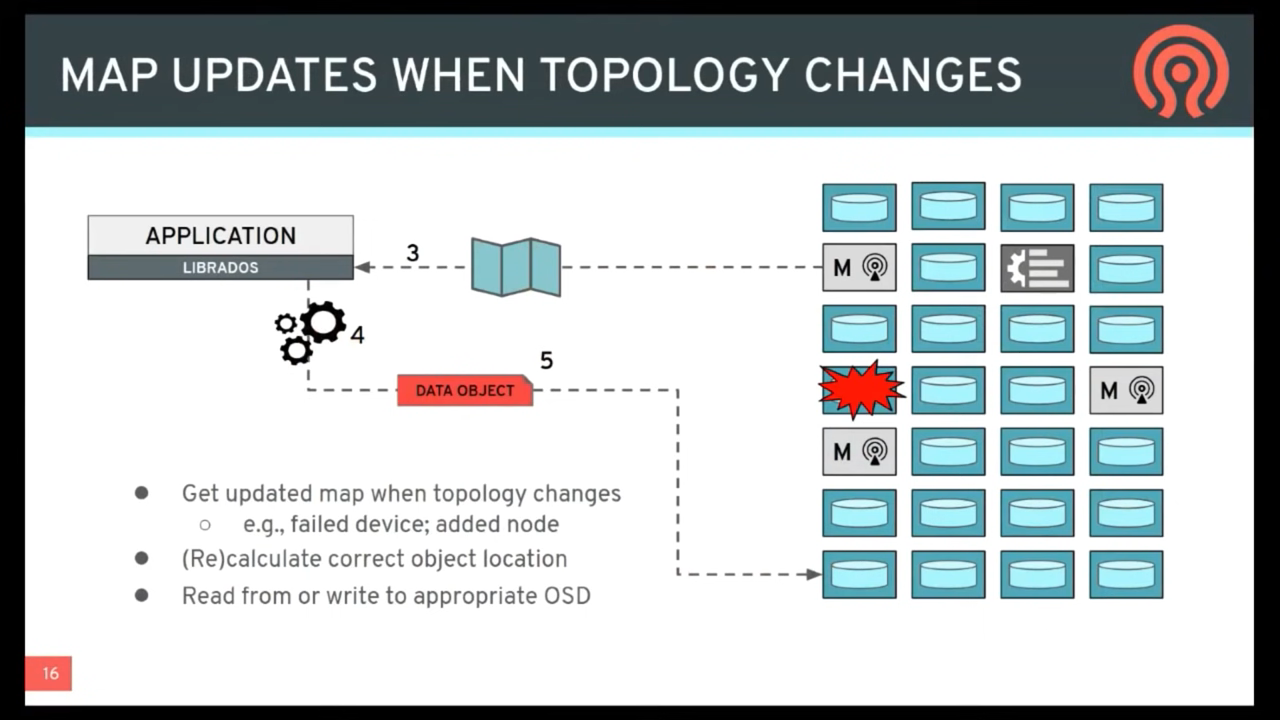 MAP UPDATES WHEN TOPOLOGY CHANGES
APPLICATION
LIBRADOS
3
M
4
5
DATA OBJECT
M
M
● Get updated map when topology changes
○ e.g., failed device; added node
● (Re)calculate correct object location
● Read from or write to appropriate OSD
16